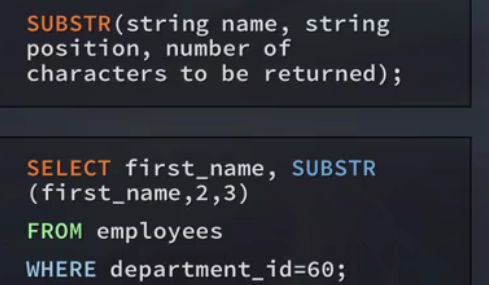 SUBSTR(string name, string
position, number of
characters to be returned);
SELECT first_name, SUBSTR
(first_name,2,3)
FROM employees
WHERE department_id=60;